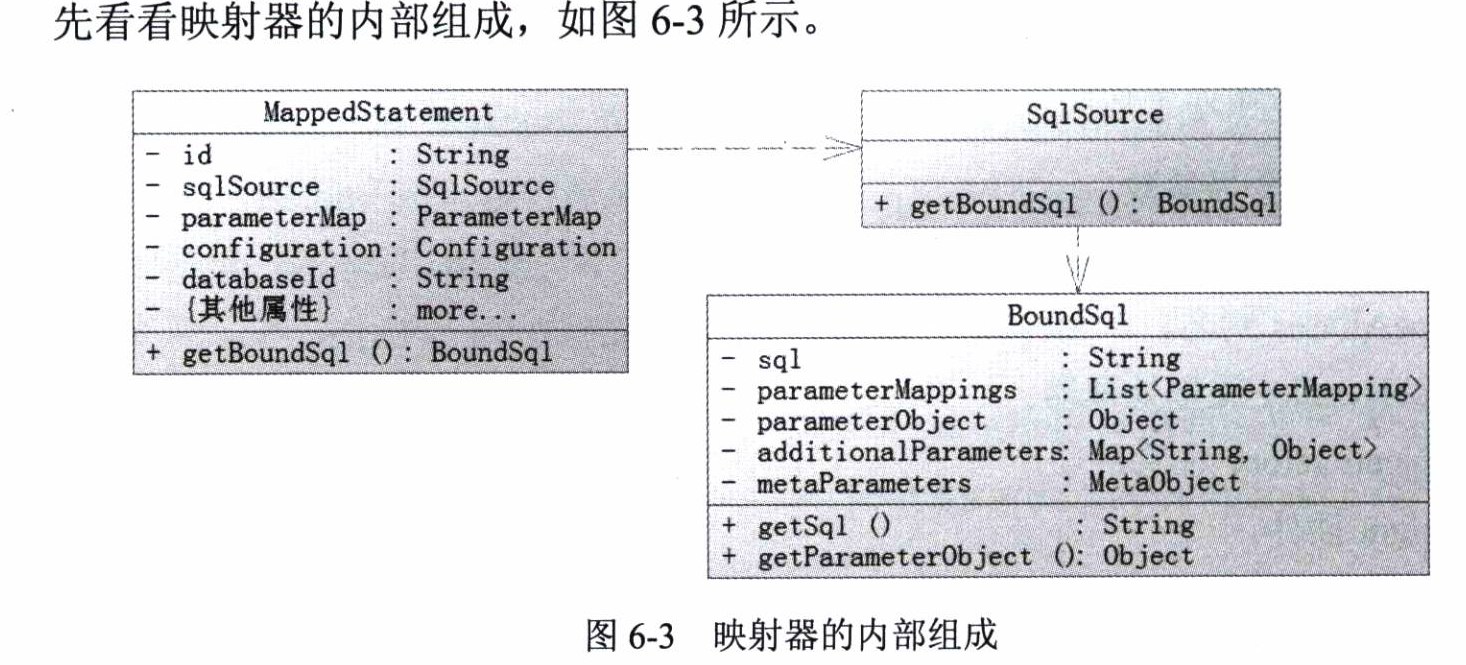 先看看映射器的内部组成，如图 6-3 所示。
MappedStatement
- id : String
- sqlSource : SqlSource
- parameterMap : ParameterMap
- configuration : Configuration
- databaseId : String
- {其他属性} : more...
+ getBoundSql () : BoundSql
SqlSource
+ getBoundSql () : BoundSql
BoundSql
- sql : String
- parameterMappings : List<ParameterMapping>
- parameterObject : Object
- additionalParameters: Map<String, Object>
- metaParameters : MetaObject
+ getSql () : String
+ getParameterObject (): Object
图 6-3 映射器的内部组成